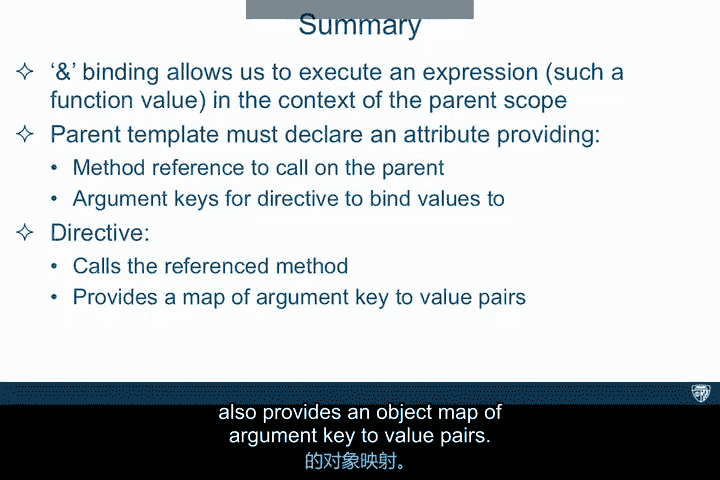 Summary
✧ ‘&’ binding allows us to execute an expression (such a
function value) in the context of the parent scope
✧ Parent template must declare an attribute providing:
• Method reference to call on the parent
• Argument keys for directive to bind values to
✧ Directive:
• Calls the referenced method
• Provides a map of argument key to value pairs
also provides an object map of
argument key to value pairs.
的对象映射。